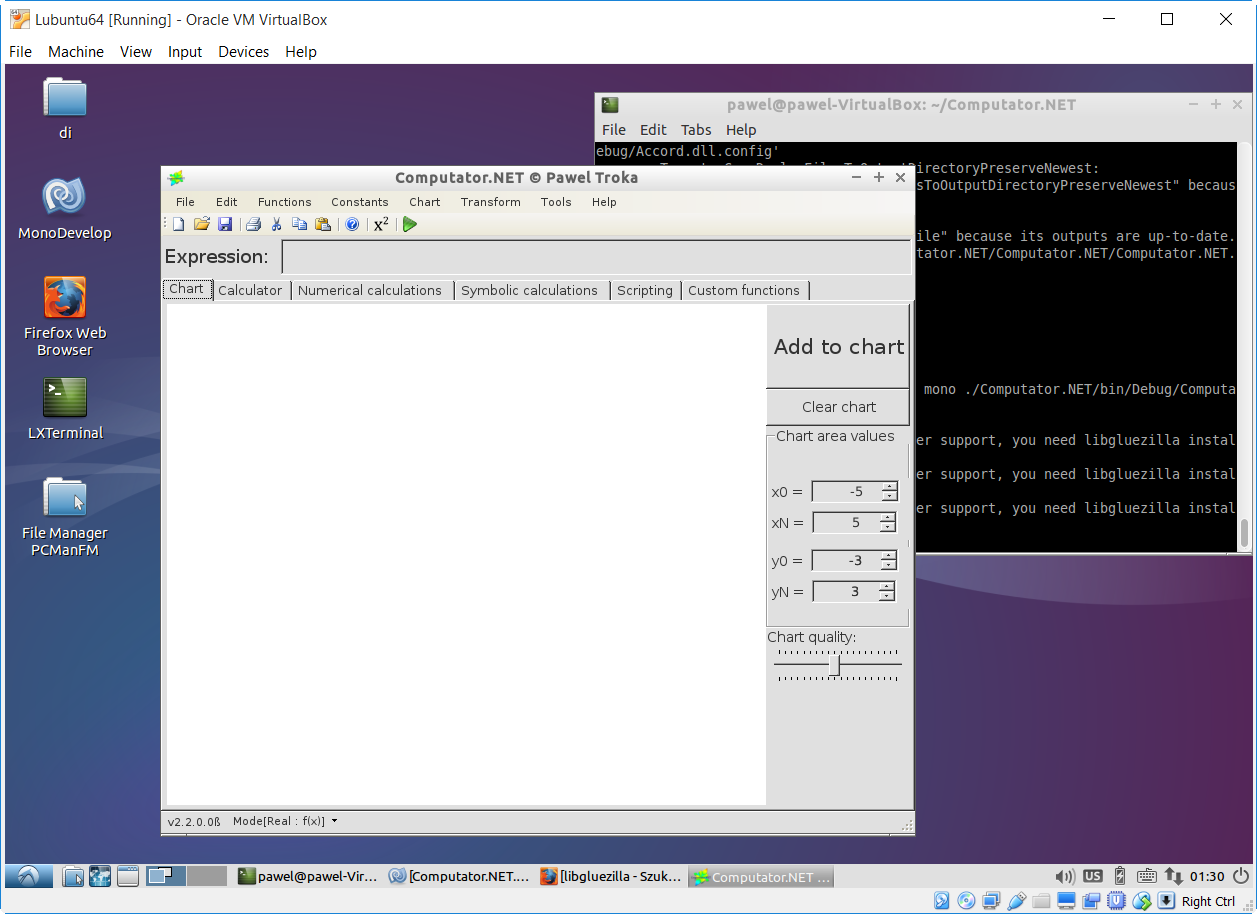 Lubuntu64 [Running] - Oracle VM VirtualBox
File Machine View Input Devices Help
di
MonoDevelop
Firefox Web
Browser
LXTerminal
File Manager
PCManFM
pawel@pawel-VirtualBox: ~/Computator.NET
File Edit Tabs Help
ebug/Accord.dll.config'
irectoryPreserveNewest:
sToOutputDirectoryPreserveNewest" becaus
ile" because its outputs are up-to-date.
tator.NET/Computator.NET/Computator.NET.
mono ./Computator.NET/bin/Debug/Computa
er support, you need libgluezilla instal
er support, you need libgluezilla instal
er support, you need libgluezilla instal
Computator.NET © Pawel Troka
File Edit Functions Constants Chart Transform Tools Help
x²
Expression:
Chart Calculator Numerical calculations Symbolic calculations Scripting Custom functions
Add to chart
Clear chart
Chart area values
x0 = -5
xN = 5
y0 = -3
yN = 3
Chart quality:
v2.2.0.0ß Mode[Real : f(x)]
pawel@pawel-Vir... [Computator.NET.... [libgluezilla - Szuk... Computator.NET ... US 01:30
Right Ctrl